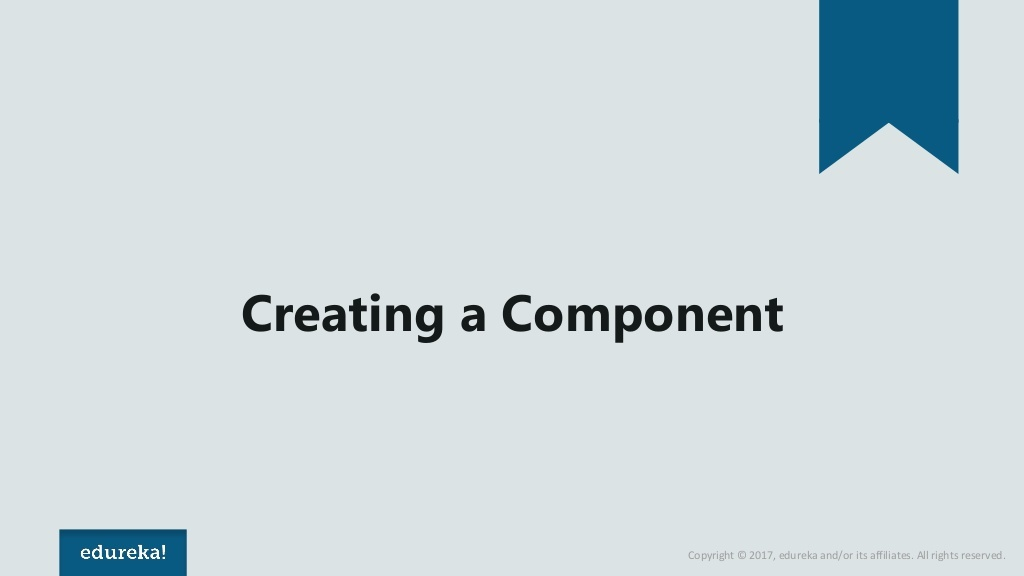 Creating a Component
edureka!
Copyright © 2017, edureka and/or its affiliates. All rights reserved.